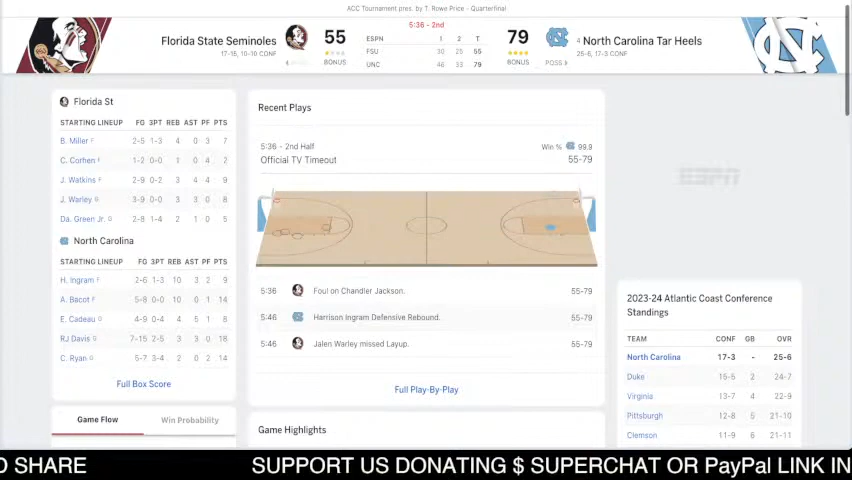 ACC Tournament pres. by T. Rowe Price - Quarterfinal
5:36 - 2nd
Florida State Seminoles
17-15, 10-10 CONF
55
BONUS
ESPN 1 2 T
FSU 30 25 55
UNC 46 33 79
79
BONUS
POSS
4 North Carolina Tar Heels
25-6, 17-3 CONF
Florida St
STARTING LINEUP FG 3PT REB AST PF PTS
B. Miller F 2-5 1-3 4 0 3 7
C. Corhen F 1-2 0-0 1 0 4 2
J. Watkins F 2-9 0-2 3 4 4 9
J. Warley G 3-9 0-0 3 3 0 8
Da. Green Jr. G 2-8 1-4 2 1 0 5
North Carolina
STARTING LINEUP FG 3PT REB AST PF PTS
H. Ingram F 2-6 1-3 10 3 2 9
A. Bacot F 5-8 0-0 10 0 1 14
E. Cadeau G 4-9 0-4 4 5 1 8
RJ Davis G 7-15 2-5 3 3 0 18
C. Ryan G 5-7 3-4 2 0 2 14
Full Box Score
Game Flow
Win Probability
Recent Plays
5:36 - 2nd Half
Official TV Timeout
Win % 99.9
55-79
5:36 Foul on Chandler Jackson. 55-79
5:46 Harrison Ingram Defensive Rebound. 55-79
5:46 Jalen Warley missed Layup. 55-79
Full Play-By-Play
Game Highlights
ESPN
2023-24 Atlantic Coast Conference
Standings
TEAM CONF GB OVR
North Carolina 17-3 - 25-6
Duke 15-5 2 24-7
Virginia 13-7 4 22-9
Pittsburgh 12-8 5 21-10
Clemson 11-9 6 21-11
D SHARE SUPPORT US DONATING $ SUPERCHAT OR PayPal LINK IN